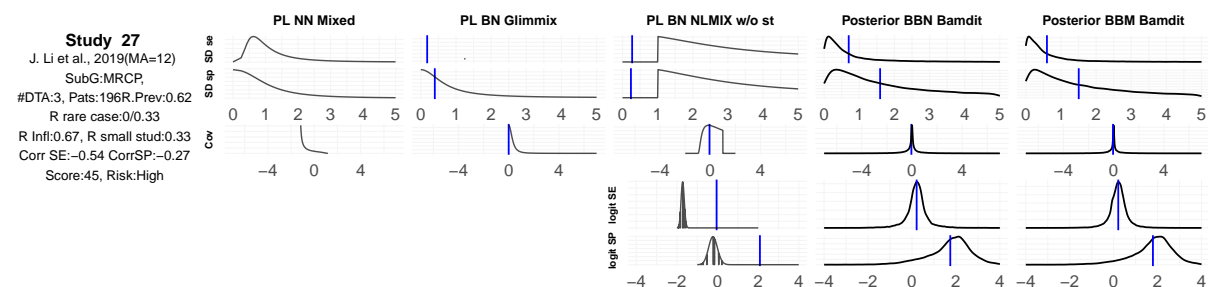 PL NN Mixed PL BN Glimmix PL BN NLMIX w/o st Posterior BBN Bamdit Posterior BBM Bamdit
Study 27
J. Li et al., 2019(MA=12)
SubG:MRCP,
#DTA:3, Pats:196R.Prev:0.62
R rare case:0/0.33
R Infl:0.67, R small stud:0.33
Corr SE:−0.54 CorrSP:−0.27
Score:45, Risk:High
SD se
SD sp
0 1 2 3 4 5 0 1 2 3 4 5 0 1 2 3 4 5 0 1 2 3 4 5 0 1 2 3 4 5
Cov
−4 0 4 −4 0 4 −4 0 4 −4 0 4 −4 0 4
logit SE
logit SP
−4 −2 0 2 4 −4 −2 0 2 4 −4 −2 0 2 4